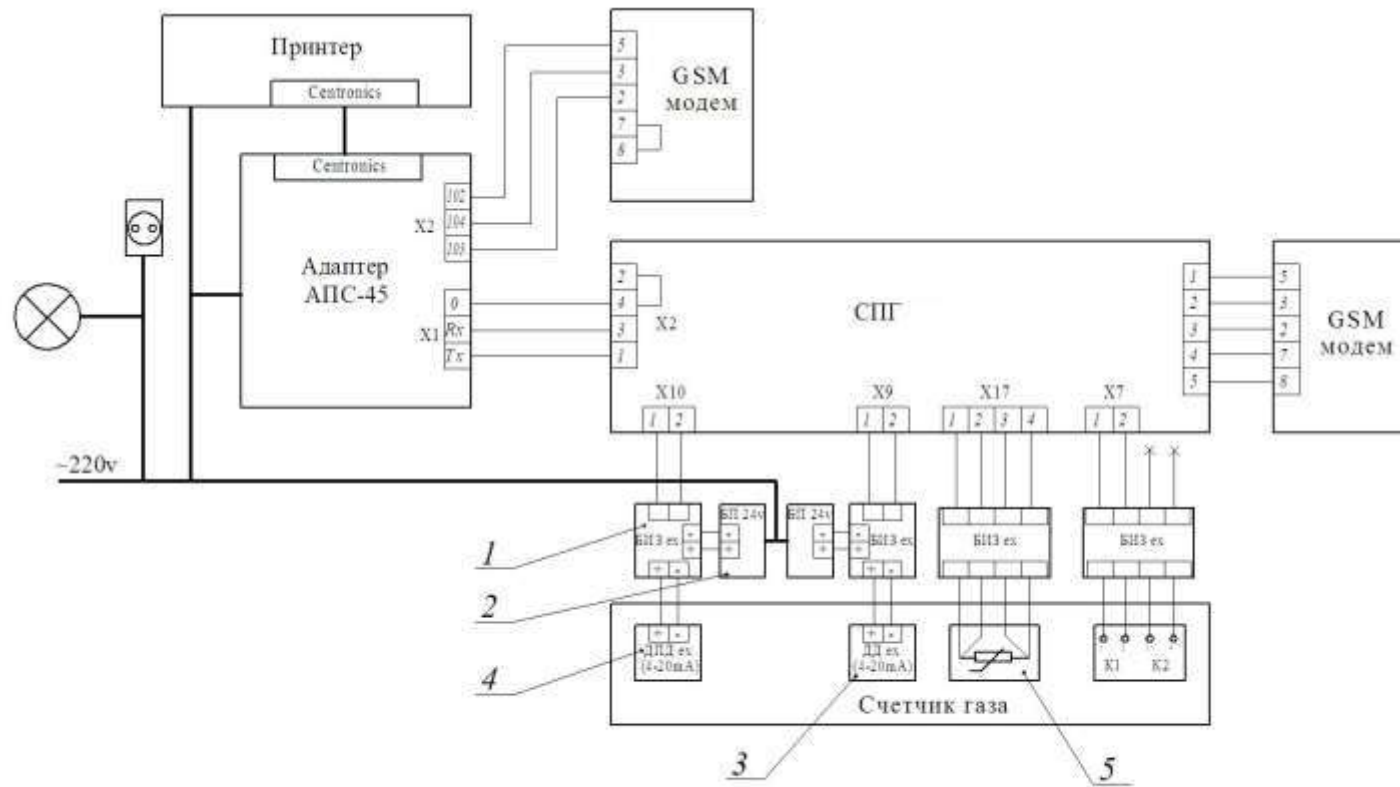 Принтер
Centronics
Centronics
Адаптер
АПС-45
102
X2
104
103
0
X1
Rx
Tx
5
3
2
7
8
GSM
модем
СПГ
2
4
3
1
X2
1
2
3
4
5
5
3
2
7
8
GSM
модем
X10
1 2
X9
1 2
X17
1 2 3 4
X7
1 2
× ×
~220v
БИЗ ex
+ -
БП 24v
- -
+ +
БП 24v
- -
+ +
БИЗ ex
+ -
БИЗ ex
БИЗ ex
1
2
+ -
ДПД ex
(4-20mA)
+ -
ДД ex
(4-20mA)
K1 K2
Счетчик газа
4
3
5